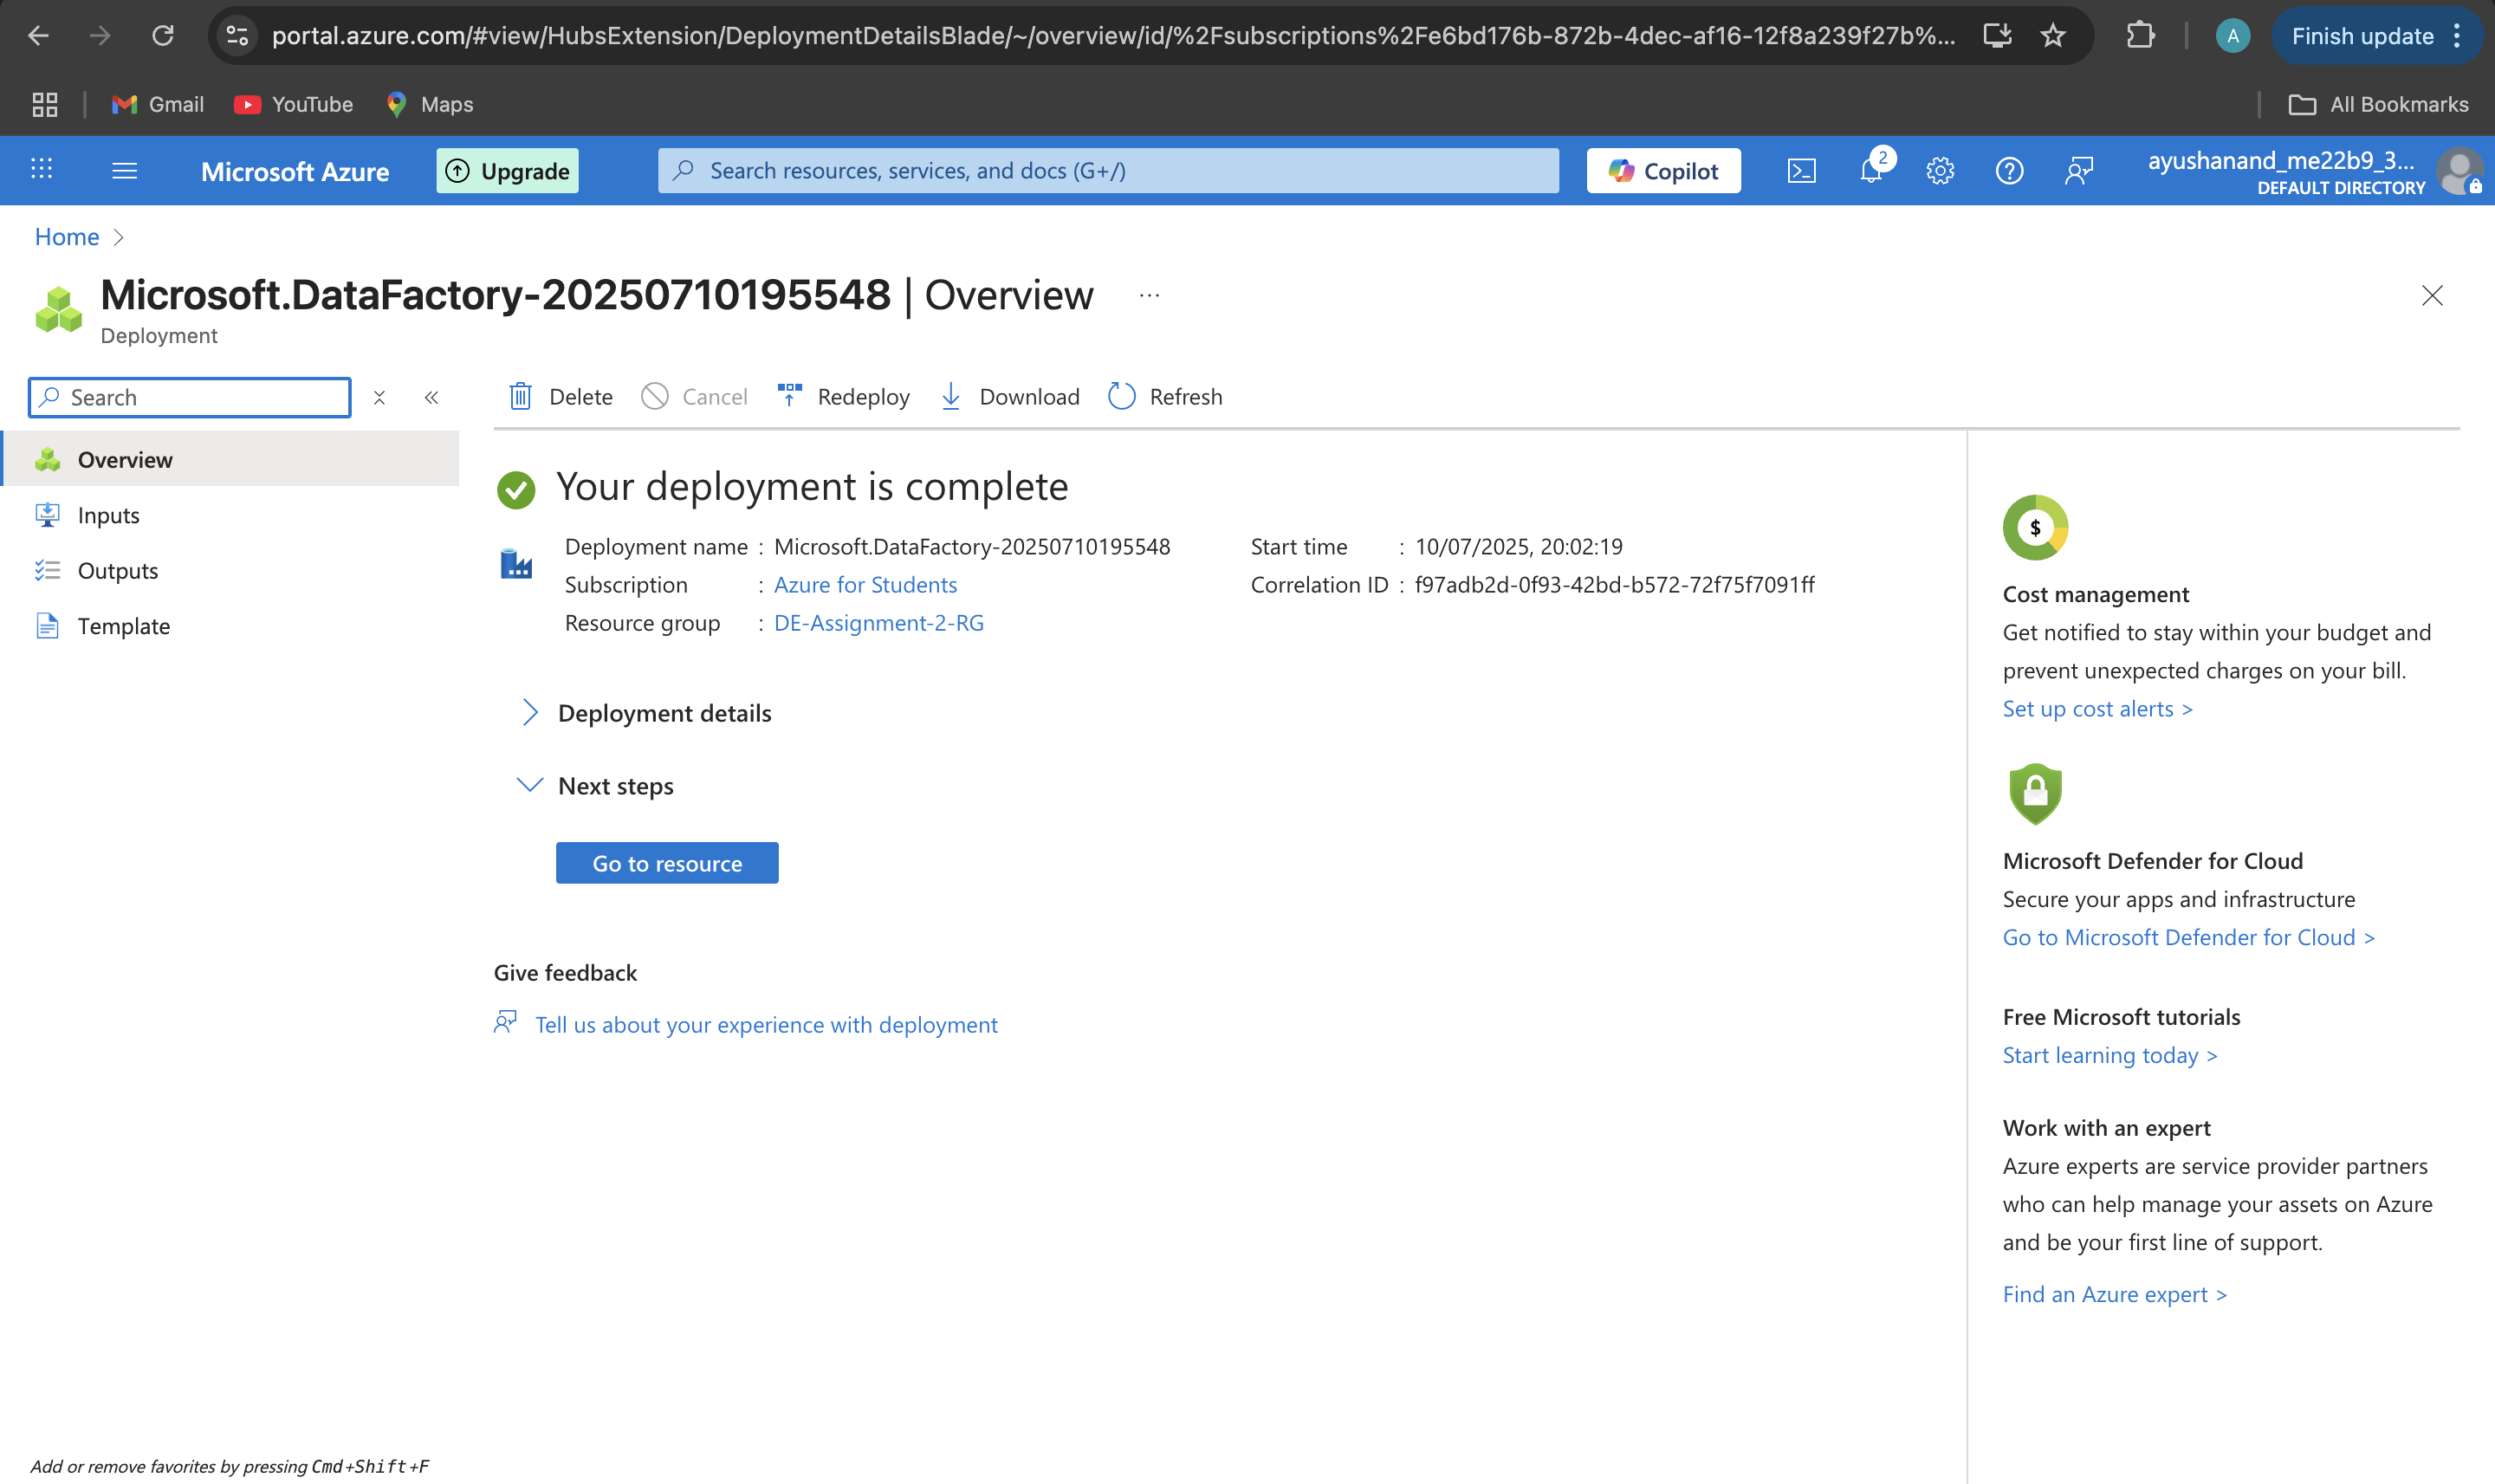 portal.azure.com/#view/HubsExtension/DeploymentDetailsBlade/~/overview/id/%2Fsubscriptions%2Fe6bd176b-872b-4dec-af16-12f8a239f27b%...
A
Finish update
Gmail
YouTube
Maps
All Bookmarks
Microsoft Azure
Upgrade
Search resources, services, and docs (G+/)
Copilot
2
ayushanand_me22b9_3...
DEFAULT DIRECTORY
Home
Microsoft.DataFactory-20250710195548 | Overview
Deployment
Search
Delete
Cancel
Redeploy
Download
Refresh
Overview
Inputs
Outputs
Template
Your deployment is complete
Deployment name : Microsoft.DataFactory-20250710195548
Subscription : Azure for Students
Resource group : DE-Assignment-2-RG
Start time : 10/07/2025, 20:02:19
Correlation ID : f97adb2d-0f93-42bd-b572-72f75f7091ff
Deployment details
Next steps
Go to resource
Give feedback
Tell us about your experience with deployment
$
Cost management
Get notified to stay within your budget and
prevent unexpected charges on your bill.
Set up cost alerts >
Microsoft Defender for Cloud
Secure your apps and infrastructure
Go to Microsoft Defender for Cloud >
Free Microsoft tutorials
Start learning today >
Work with an expert
Azure experts are service provider partners
who can help manage your assets on Azure
and be your first line of support.
Find an Azure expert >
Add or remove favorites by pressing Cmd+Shift+F